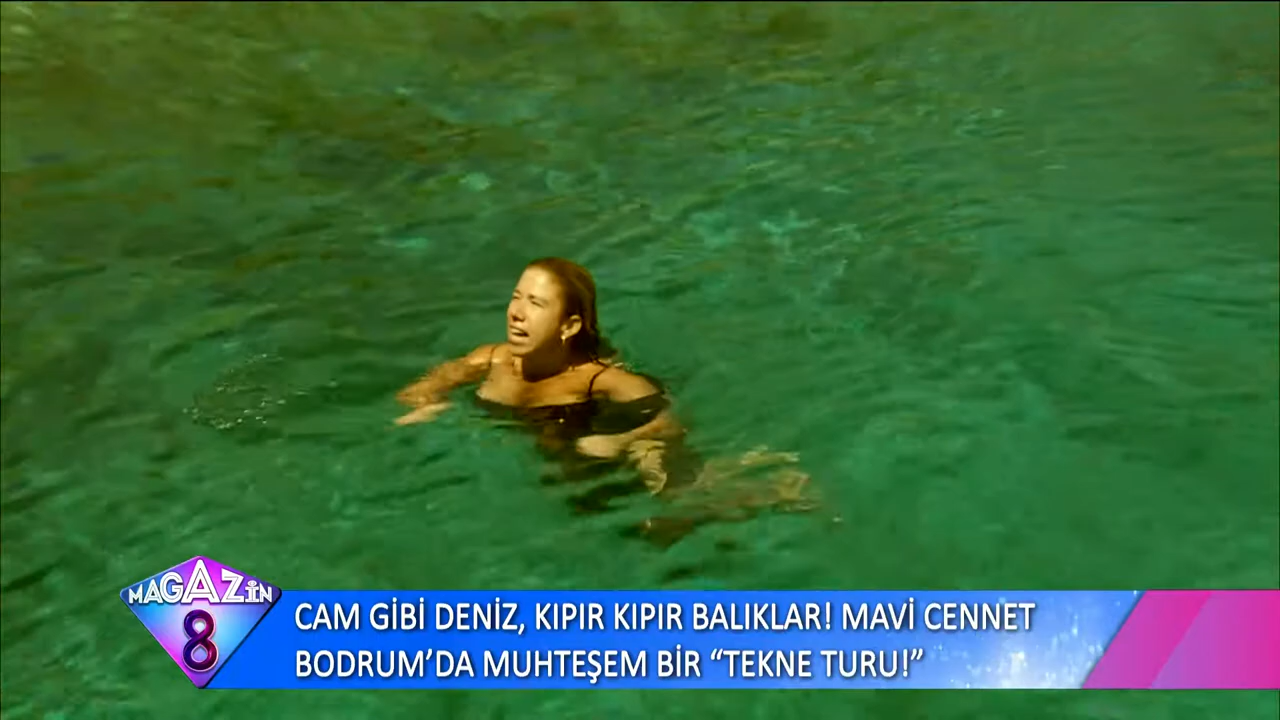 MAGAZİN
8
CAM GİBİ DENİZ, KIPIR KIPIR BALIKLAR! MAVİ CENNET
BODRUM’DA MUHTEŞEM BİR “TEKNE TURU!”